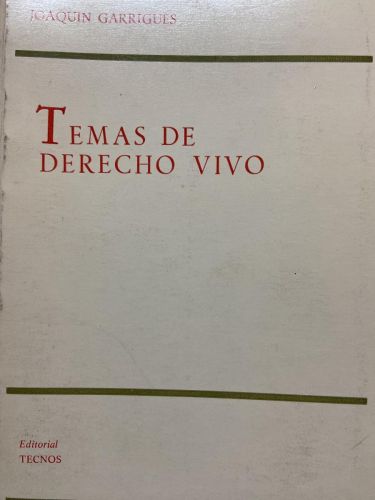 JOAQUIN GARRIGUES
TEMAS DE
DERECHO VIVO
Editorial
TECNOS